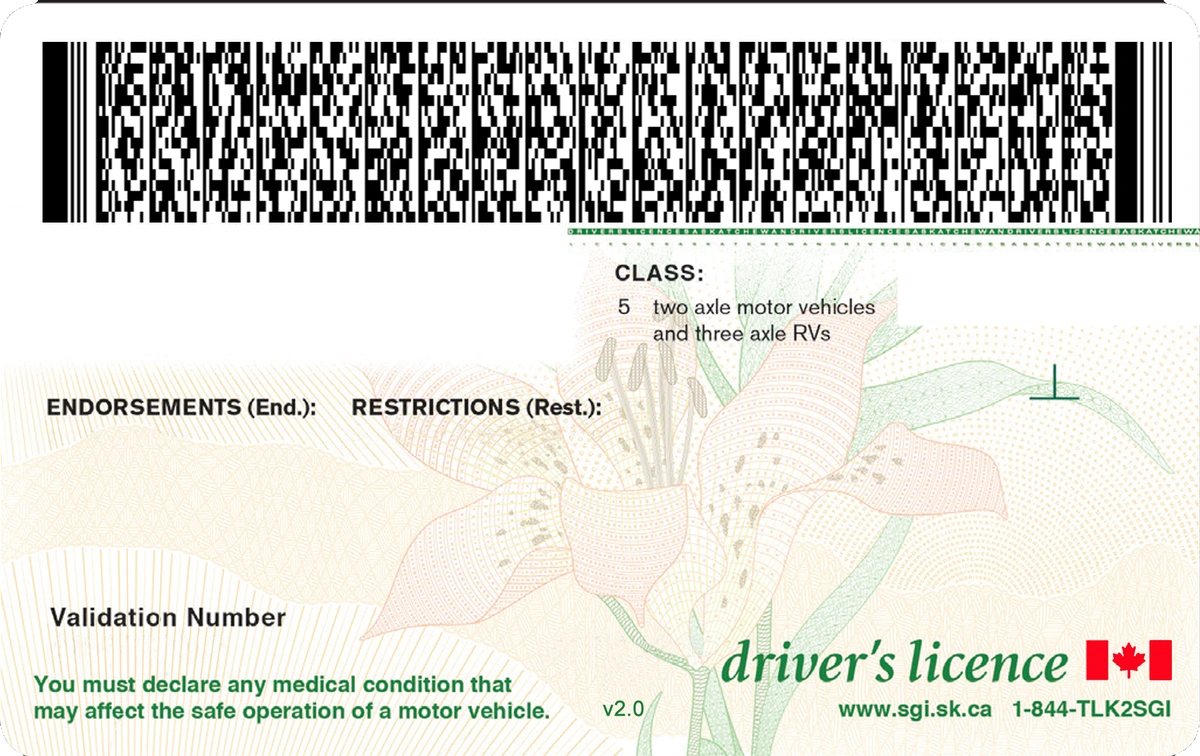 DRIVERSLICENCESASKATCHEWANDRIVERSLICENCESASKATCHEWANDRIVERSLICENCESASKATCHEWA
LICENCESASKATCHEWANDRIVERSLICENCESASKATCHEWANDRIVERSL
CLASS:
5 two axle motor vehicles
and three axle RVs
ENDORSEMENTS (End.): RESTRICTIONS (Rest.):
Validation Number
driver's licence
You must declare any medical condition that
may affect the safe operation of a motor vehicle.
v2.0
www.sgi.sk.ca 1-844-TLK2SGI